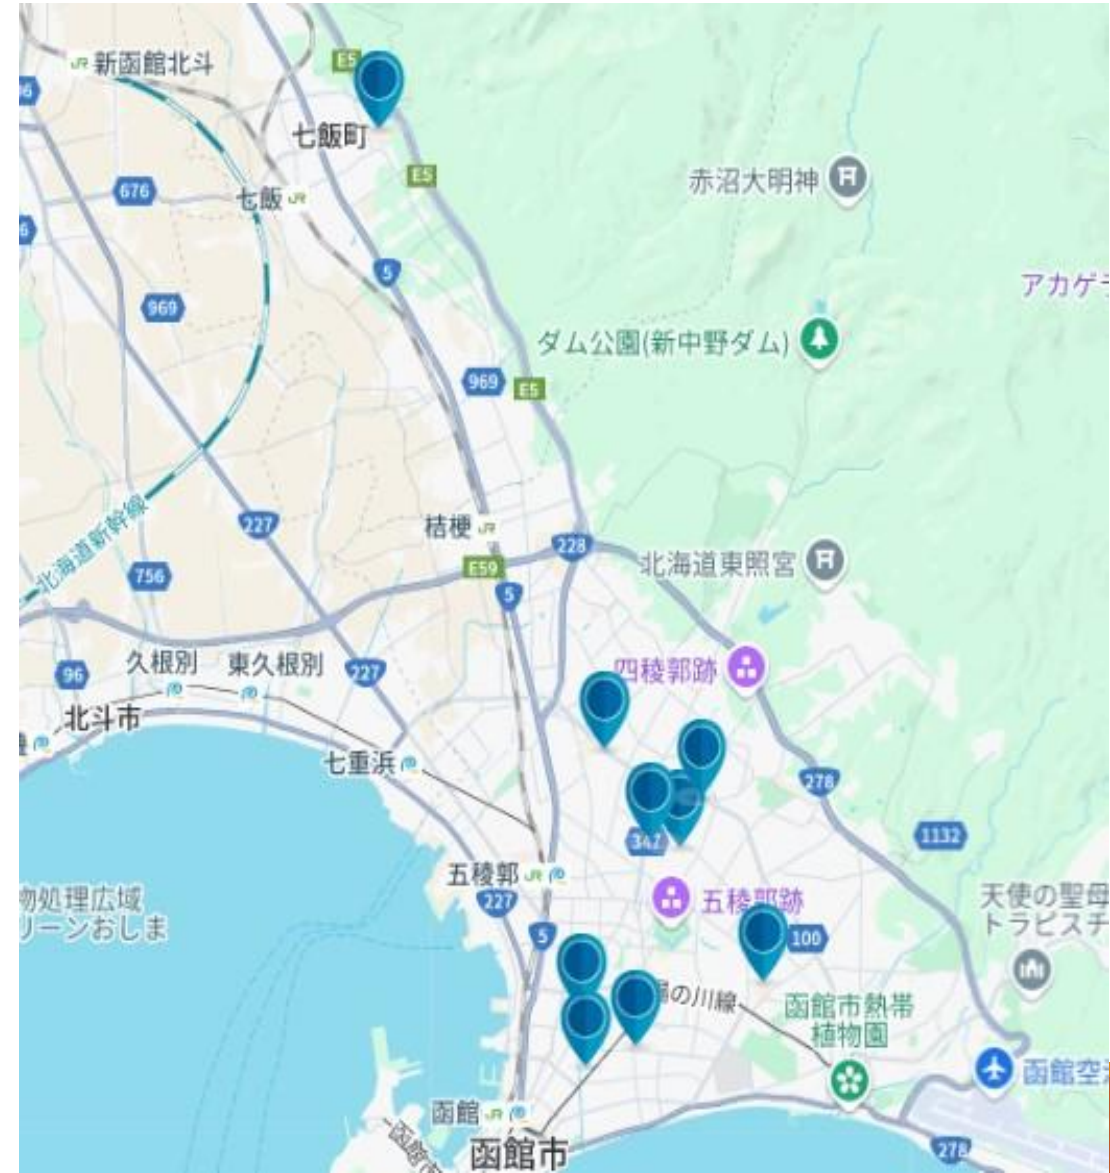 JR 新函館北斗
E5
七飯町
E5
赤沼大明神
676
七飯 JR
5
969
ダム公園(新中野ダム)
969
E5
227
桔梗 JR
北海道新幹線
228
E59
北海道東照宮
756
5
96
久根別
東久根別
227
四稜郭跡
北斗市
七重浜
278
347
1132
五稜郭 JR
227
五稜郭跡
5
100
天使の聖母
トラピスチ
リーンおしま
物処理広域
の川線
函館市熱帯
植物園
函館 JR
函館市
278
アカゲ
函館空